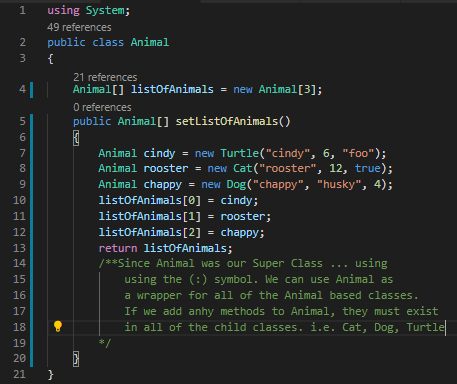 1 using System;
49 references
2 public class Animal
3 {
21 references
4 Animal[] listOfAnimals = new Animal[3];
0 references
5 public Animal[] setListOfAnimals()
6 {
7 Animal cindy = new Turtle("cindy", 6, "foo");
8 Animal rooster = new Cat("rooster", 12, true);
9 Animal chappy = new Dog("chappy", "husky", 4);
10 listOfAnimals[0] = cindy;
11 listOfAnimals[1] = rooster;
12 listOfAnimals[2] = chappy;
13 return listOfAnimals;
14 /**Since Animal was our Super Class ... using
15 using the (:) symbol. We can use Animal as
16 a wrapper for all of the Animal based classes.
17 If we add anhy methods to Animal, they must exist
18 in all of the child classes. i.e. Cat, Dog, Turtle
19 */
20 }
21 }